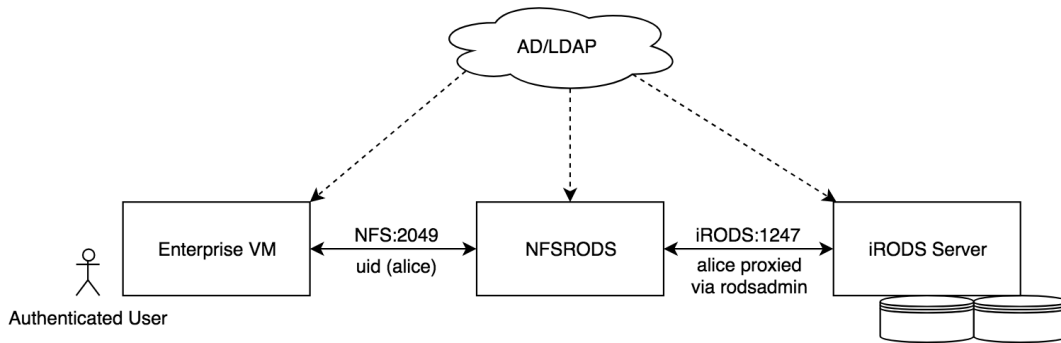 AD/LDAP
Enterprise VM
NFS:2049
uid (alice)
NFSRODS
iRODS:1247
alice proxied
via rodsadmin
iRODS Server
Authenticated User